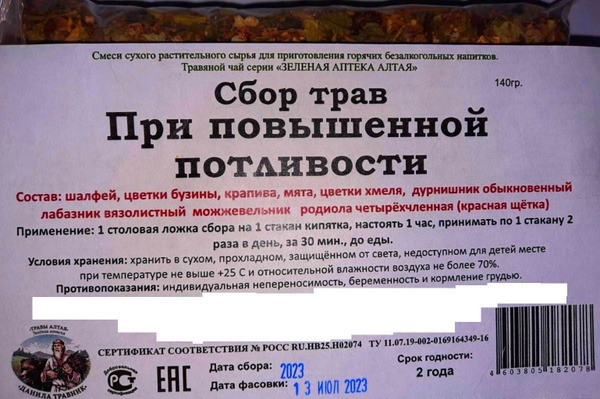 Смеси сухого растительного сырья для приготовления горячих безалкогольных напитков.
Травяной чай серии «ЗЕЛЕНАЯ АПТЕКА АЛТАЯ»
140гр.
Сбор трав
При повышенной
потливости
Состав: шалфей, цветки бузины, крапива, мята, цветки хмеля, дурнишник обыкновенный
лабазник вязолистный можжевельник родиола четырёхчленная (красная щётка)
Применение: 1 столовая ложка сбора на 1 стакан кипятка, настоять 1 час, принимать по 1 стакану 2
раза в день, за 30 мин., до еды.
Условия хранения: хранить в сухом, прохладном, защищённом от света, недоступном для детей месте
при температуре не выше +25 С и относительной влажности воздуха не более 70%.
Противопоказания: индивидуальная непереносимость, беременность и кормление грудью.
СЕРТИФИКАТ СООТВЕТСТВИЯ № РОСС RU.НВ25.Н02074 ТУ 11.07.19-002-0169164349-16
ТРАВЫ АЛТАЯ
ДАНИЛА ТРАВНИК
Добровольная
сертификация
ЕАС
Дата сбора: 2023
Дата фасовки: 13 ИЮЛ 2023
Срок годности:
2 года
4603805182078